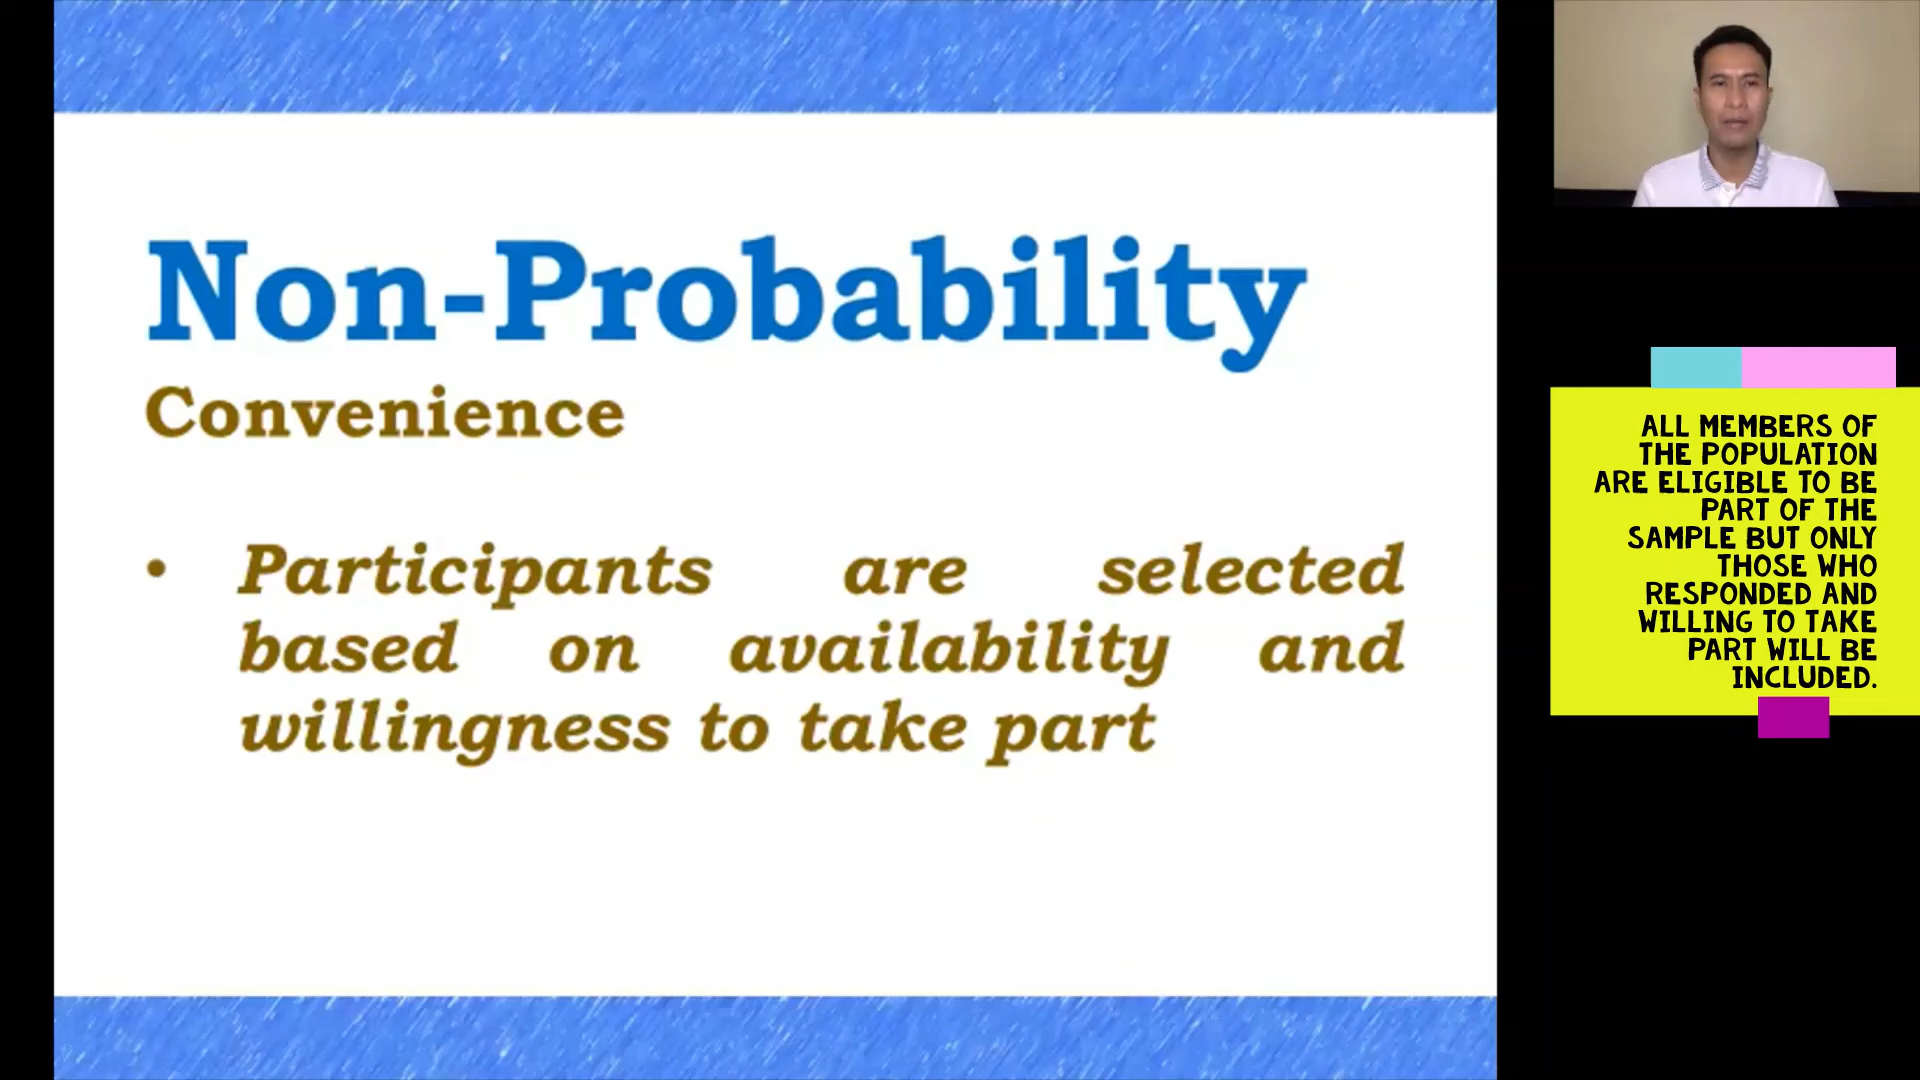 Non-Probability
Convenience
• Participants are selected
based on availability and
willingness to take part
ALL MEMBERS OF
THE POPULATION
ARE ELIGIBLE TO BE
PART OF THE
SAMPLE BUT ONLY
THOSE WHO
RESPONDED AND
WILLING TO TAKE
PART WILL BE
INCLUDED.